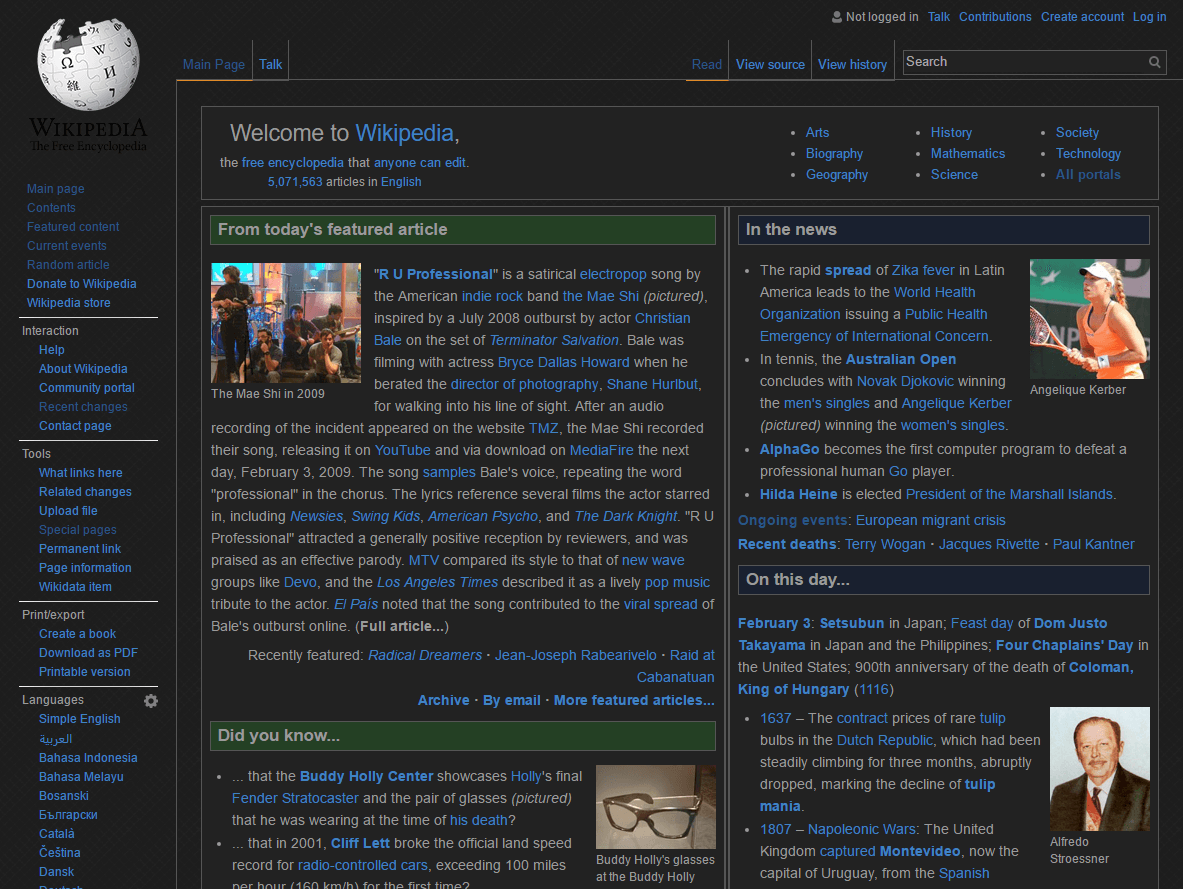 Not logged in Talk Contributions Create account Log in
Main Page Talk Read View source View history Search
WIKIPEDIA
The Free Encyclopedia
Main page
Contents
Featured content
Current events
Random article
Donate to Wikipedia
Wikipedia store
Interaction
Help
About Wikipedia
Community portal
Recent changes
Contact page
Tools
What links here
Related changes
Upload file
Special pages
Permanent link
Page information
Wikidata item
Print/export
Create a book
Download as PDF
Printable version
Languages
Simple English
العربية
Bahasa Indonesia
Bahasa Melayu
Bosanski
Български
Català
Čeština
Dansk
Deutsch
Welcome to Wikipedia,
the free encyclopedia that anyone can edit.
5,071,563 articles in English
• Arts
• Biography
• Geography
• History
• Mathematics
• Science
• Society
• Technology
• All portals
From today's featured article
The Mae Shi in 2009
"R U Professional" is a satirical electropop song by
the American indie rock band the Mae Shi (pictured),
inspired by a July 2008 outburst by actor Christian
Bale on the set of Terminator Salvation. Bale was
filming with actress Bryce Dallas Howard when he
berated the director of photography, Shane Hurlbut,
for walking into his line of sight. After an audio
recording of the incident appeared on the website TMZ, the Mae Shi recorded
their song, releasing it on YouTube and via download on MediaFire the next
day, February 3, 2009. The song samples Bale's voice, repeating the word
"professional" in the chorus. The lyrics reference several films the actor starred
in, including Newsies, Swing Kids, American Psycho, and The Dark Knight. "R U
Professional" attracted a generally positive reception by reviewers, and was
praised as an effective parody. MTV compared its style to that of new wave
groups like Devo, and the Los Angeles Times described it as a lively pop music
tribute to the actor. El País noted that the song contributed to the viral spread of
Bale's outburst online. (Full article...)
Recently featured: Radical Dreamers · Jean-Joseph Rabearivelo · Raid at
Cabanatuan
Archive · By email · More featured articles...
Did you know...
• ... that the Buddy Holly Center showcases Holly's final
Fender Stratocaster and the pair of glasses (pictured)
that he was wearing at the time of his death?
• ... that in 2001, Cliff Lett broke the official land speed
record for radio-controlled cars, exceeding 100 miles
per hour (160 km/h) for the first time?
Buddy Holly's glasses
at the Buddy Holly
In the news
• The rapid spread of Zika fever in Latin
America leads to the World Health
Organization issuing a Public Health
Emergency of International Concern.
• In tennis, the Australian Open
concludes with Novak Djokovic winning
the men's singles and Angelique Kerber
(pictured) winning the women's singles.
Angelique Kerber
• AlphaGo becomes the first computer program to defeat a
professional human Go player.
• Hilda Heine is elected President of the Marshall Islands.
Ongoing events: European migrant crisis
Recent deaths: Terry Wogan · Jacques Rivette · Paul Kantner
On this day...
February 3: Setsubun in Japan; Feast day of Dom Justo
Takayama in Japan and the Philippines; Four Chaplains' Day in
the United States; 900th anniversary of the death of Coloman,
King of Hungary (1116)
• 1637 – The contract prices of rare tulip
bulbs in the Dutch Republic, which had been
steadily climbing for three months, abruptly
dropped, marking the decline of tulip
mania.
• 1807 – Napoleonic Wars: The United
Kingdom captured Montevideo, now the
capital of Uruguay, from the Spanish
Alfredo
Stroessner